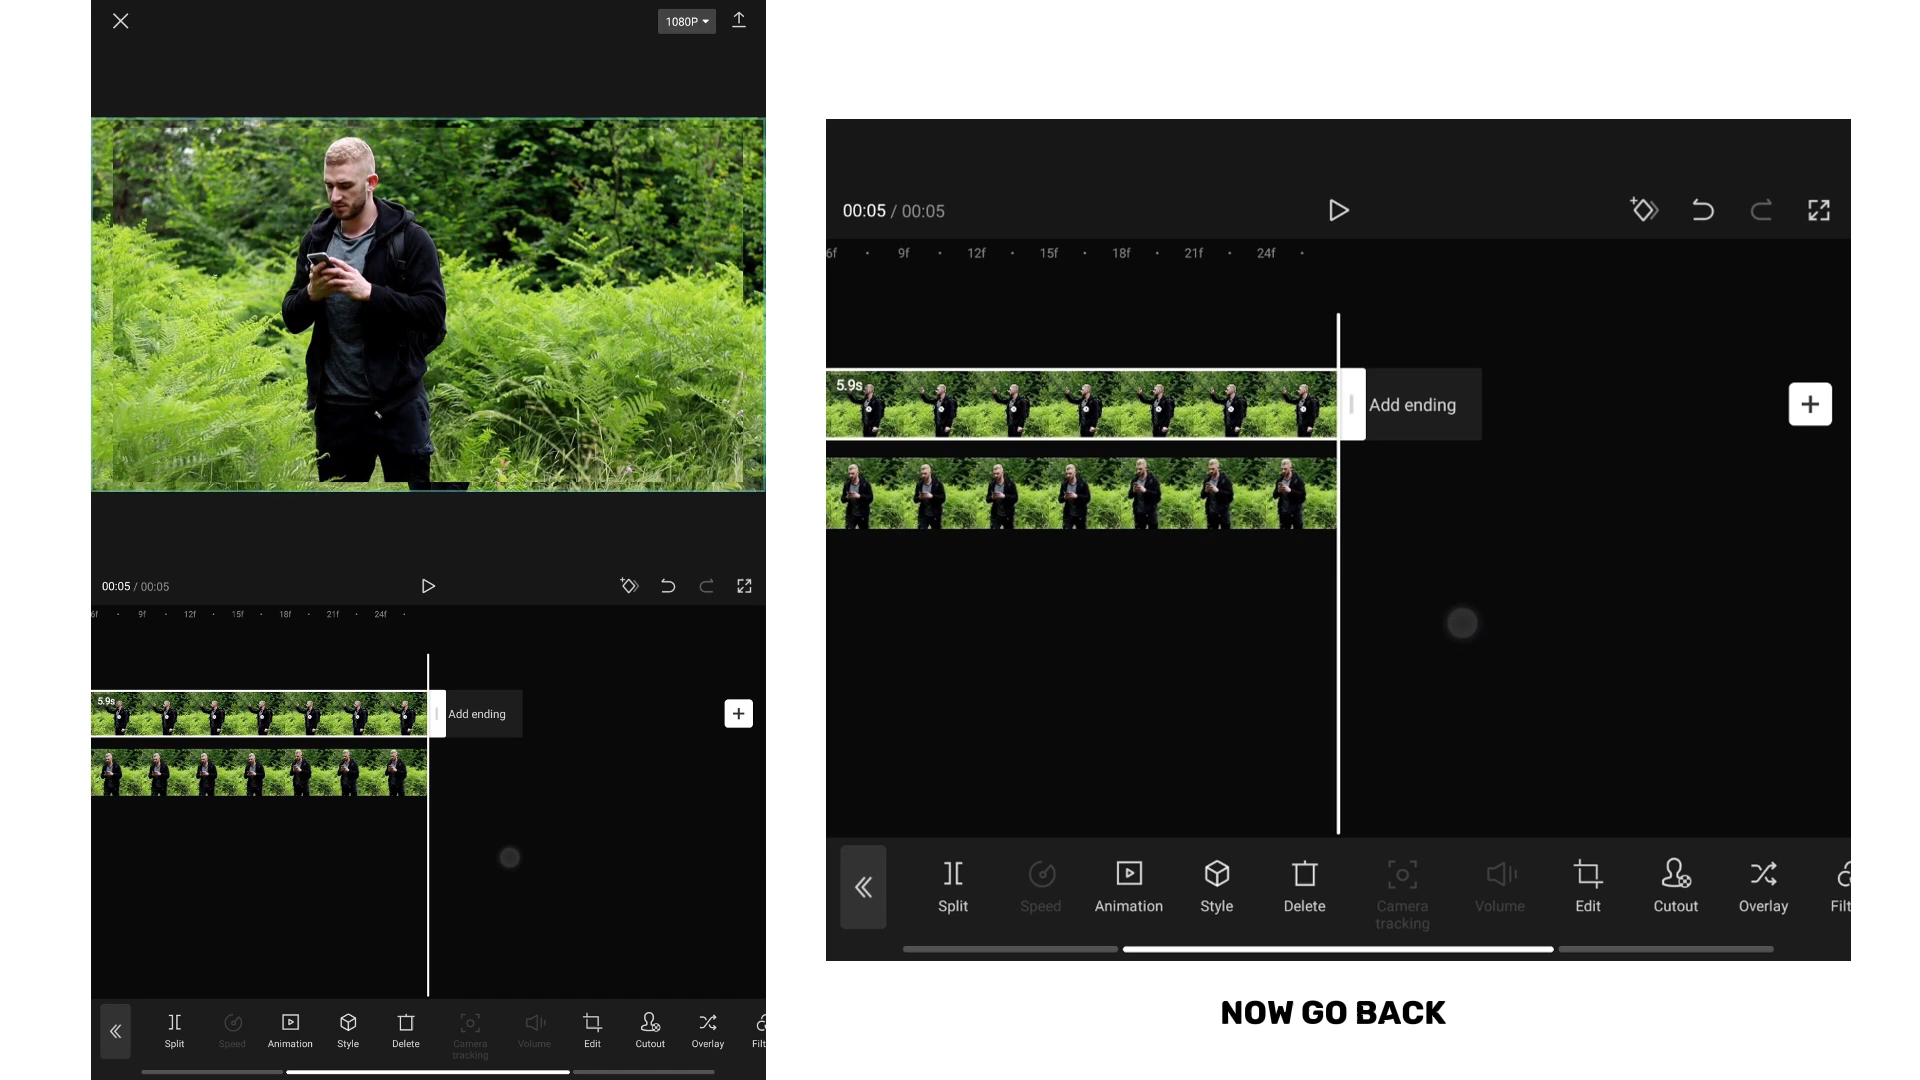 1080P
00:05 / 00:05
6f 9f 12f 15f 18f 21f 24f
5.9s
Add ending
Split Speed Animation Style Delete Camera tracking Volume Edit Cutout Overlay Filt
00:05 / 00:05
6f 9f 12f 15f 18f 21f 24f
5.9s
Add ending
Split Speed Animation Style Delete Camera tracking Volume Edit Cutout Overlay Filt
NOW GO BACK